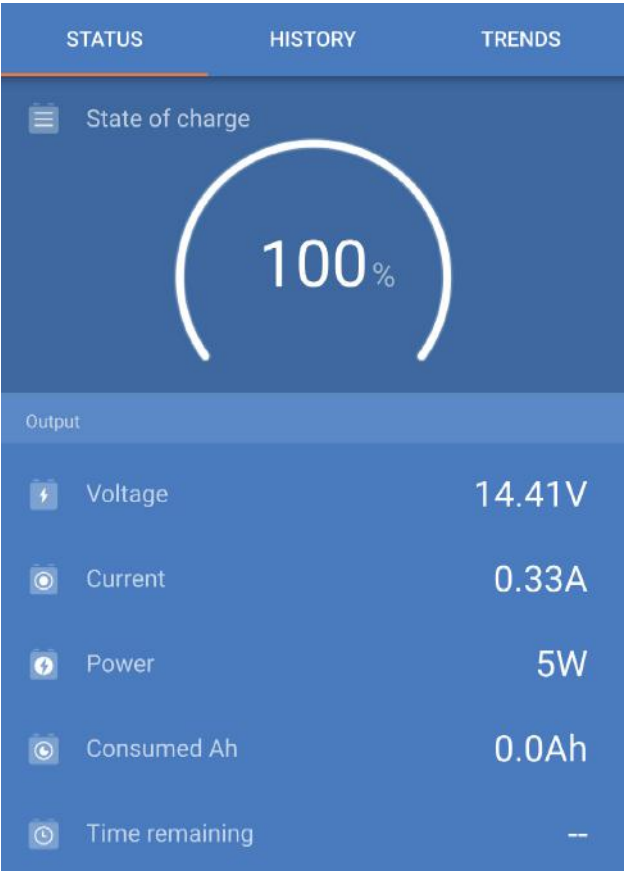 STATUS HISTORY TRENDS
State of charge
100%
Output
Voltage 14.41V
Current 0.33A
Power 5W
Consumed Ah 0.0Ah
Time remaining --